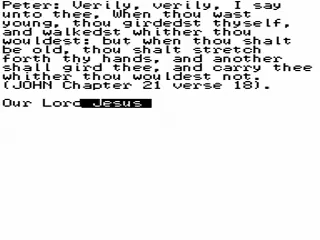 Peter: Verily, verily, I say
unto thee, When thou wast
young, thou girdedst thyself,
and walkedst whither thou
wouldest: but when thou shalt
be old, thou shalt stretch
forth thy hands, and another
shall gird thee, and carry thee
whither thou wouldest not.
(JOHN Chapter 21 verse 18).
Our Lord Jesus